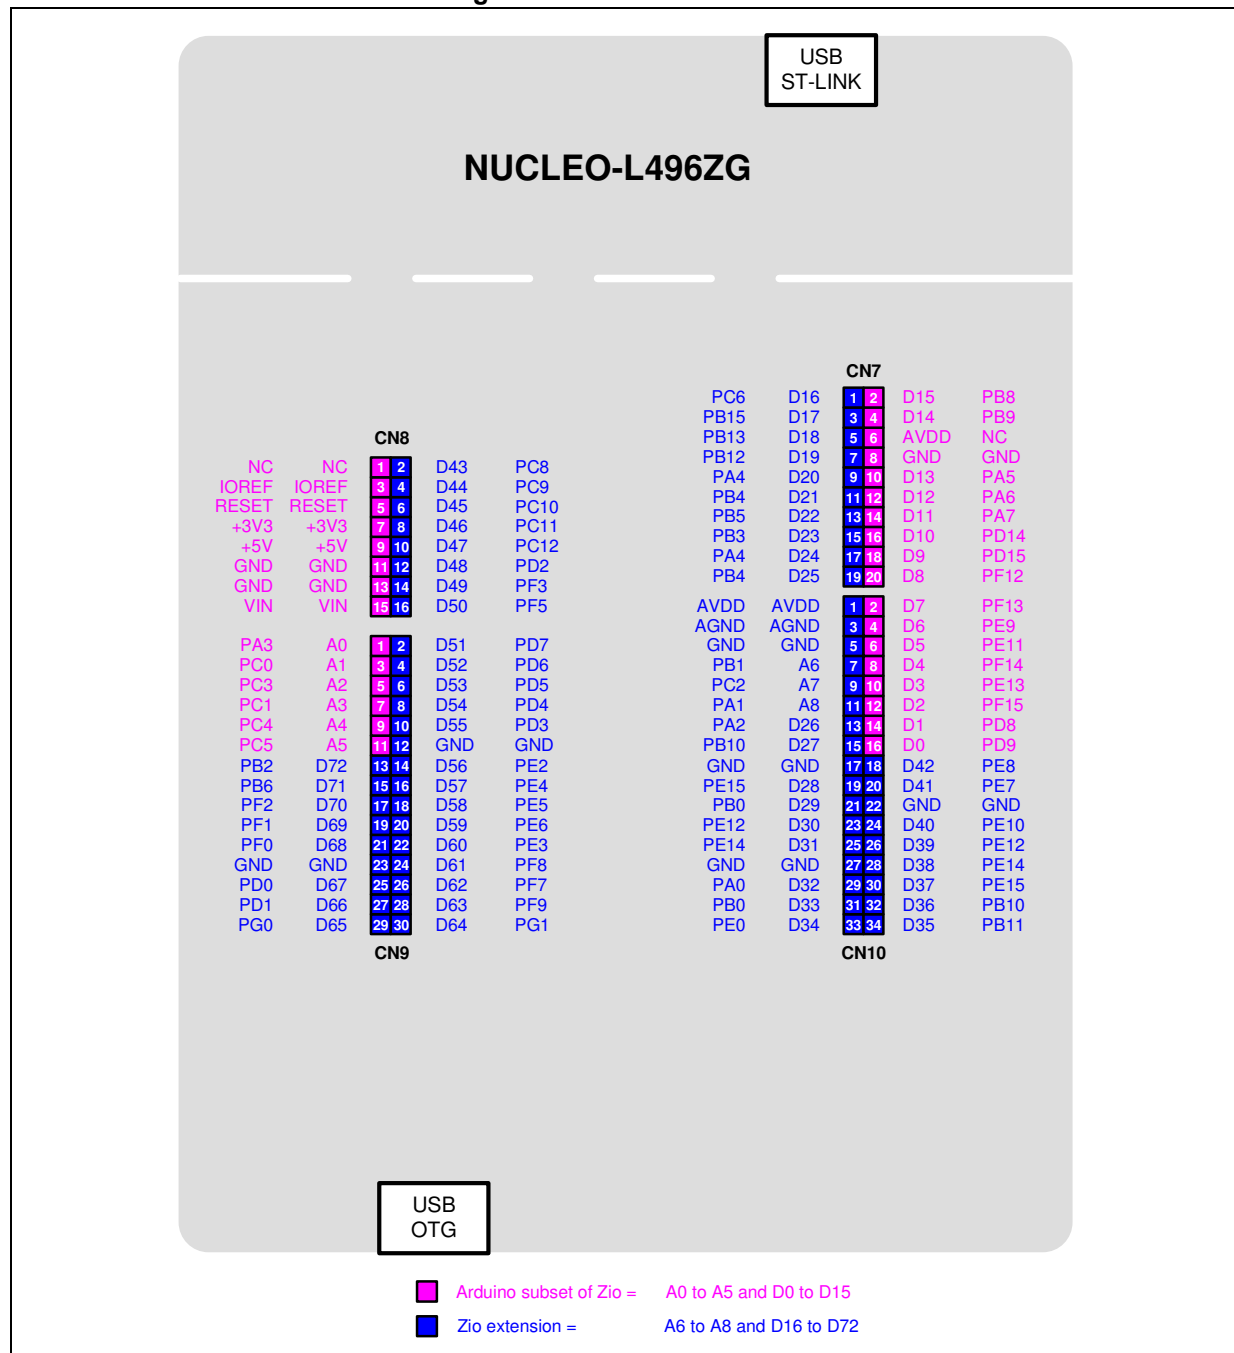 USB
ST-LINK
NUCLEO-L496ZG
CN7
PC6 D16 1 2 D15 PB8
PB15 D17 3 4 D14 PB9
PB13 D18 5 6 AVDD NC
PB12 D19 7 8 GND GND
PA4 D20 9 10 D13 PA5
PB4 D21 11 12 D12 PA6
PB5 D22 13 14 D11 PA7
PB3 D23 15 16 D10 PD14
PA4 D24 17 18 D9 PD15
PB4 D25 19 20 D8 PF12
CN8
NC NC 1 2 D43 PC8
IOREF IOREF 3 4 D44 PC9
RESET RESET 5 6 D45 PC10
+3V3 +3V3 7 8 D46 PC11
+5V +5V 9 10 D47 PC12
GND GND 11 12 D48 PD2
GND GND 13 14 D49 PF3
VIN VIN 15 16 D50 PF5
PA3 A0 1 2 D51 PD7
PC0 A1 3 4 D52 PD6
PC3 A2 5 6 D53 PD5
PC1 A3 7 8 D54 PD4
PC4 A4 9 10 D55 PD3
PC5 A5 11 12 GND GND
PB2 D72 13 14 D56 PE2
PB6 D71 15 16 D57 PE4
PF2 D70 17 18 D58 PE5
PF1 D69 19 20 D59 PE6
PF0 D68 21 22 D60 PE3
GND GND 23 24 D61 PF8
PD0 D67 25 26 D62 PF7
PD1 D66 27 28 D63 PF9
PG0 D65 29 30 D64 PG1
CN9
AVDD AVDD 1 2 D7 PF13
AGND AGND 3 4 D6 PE9
GND GND 5 6 D5 PE11
PB1 A6 7 8 D4 PF14
PC2 A7 9 10 D3 PE13
PA1 A8 11 12 D2 PF15
PA2 D26 13 14 D1 PD8
PB10 D27 15 16 D0 PD9
GND GND 17 18 D42 PE8
PE15 D28 19 20 D41 PE7
PB0 D29 21 22 GND GND
PE12 D30 23 24 D40 PE10
PE14 D31 25 26 D39 PE12
GND GND 27 28 D38 PE14
PA0 D32 29 30 D37 PE15
PB0 D33 31 32 D36 PB10
PE0 D34 33 34 D35 PB11
CN10
USB
OTG
Arduino subset of Zio = A0 to A5 and D0 to D15
Zio extension = A6 to A8 and D16 to D72